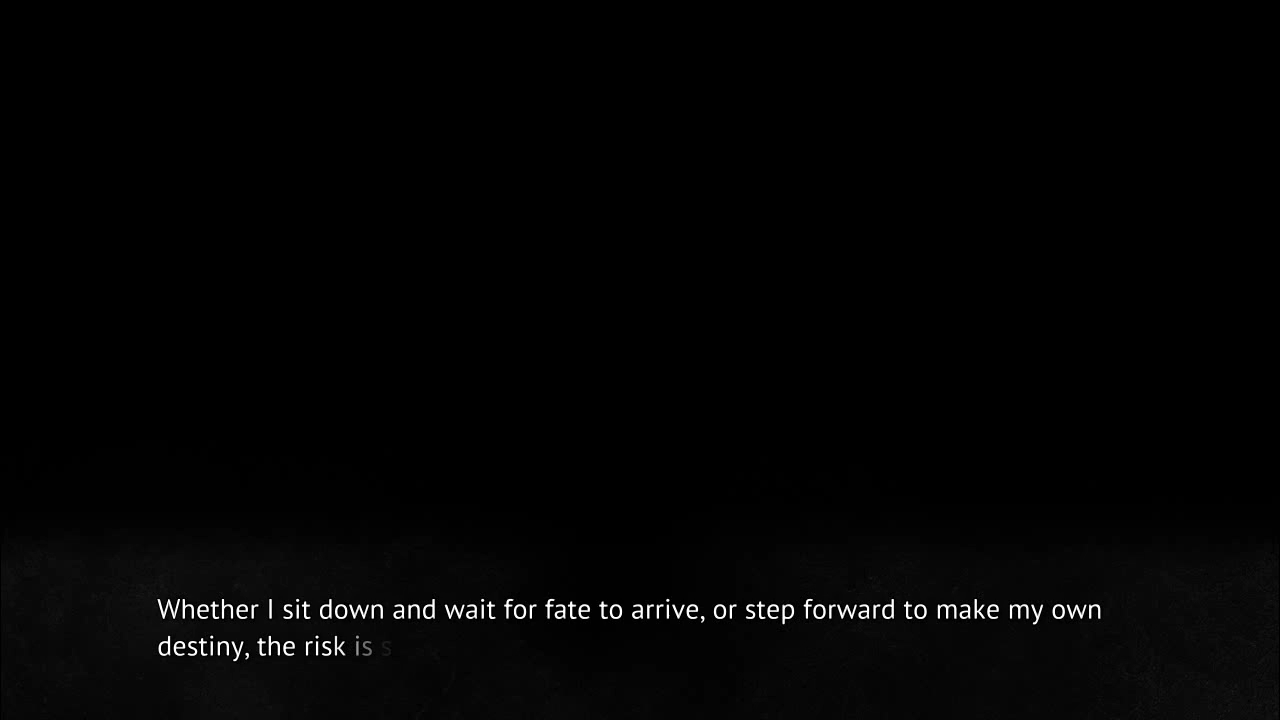 Whether I sit down and wait for fate to arrive, or step forward to make my own
destiny, the risk is s